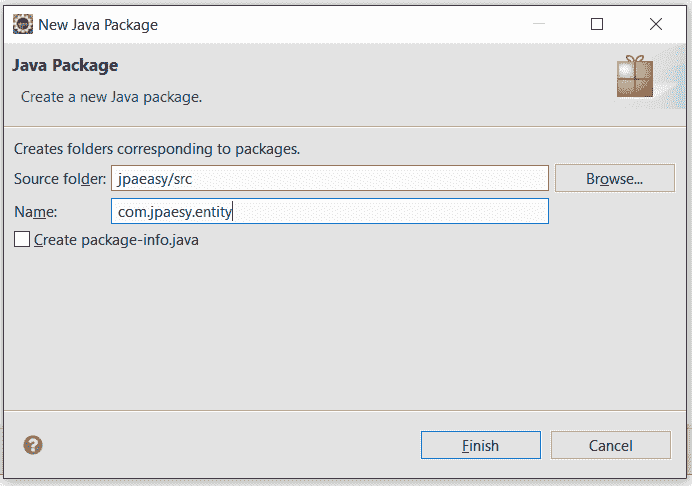 New Java Package
Java Package
Create a new Java package.
Creates folders corresponding to packages.
Source folder: jpaeasy/src Browse...
Name: com.jpaesy.entity
Create package-info.java
? Finish Cancel